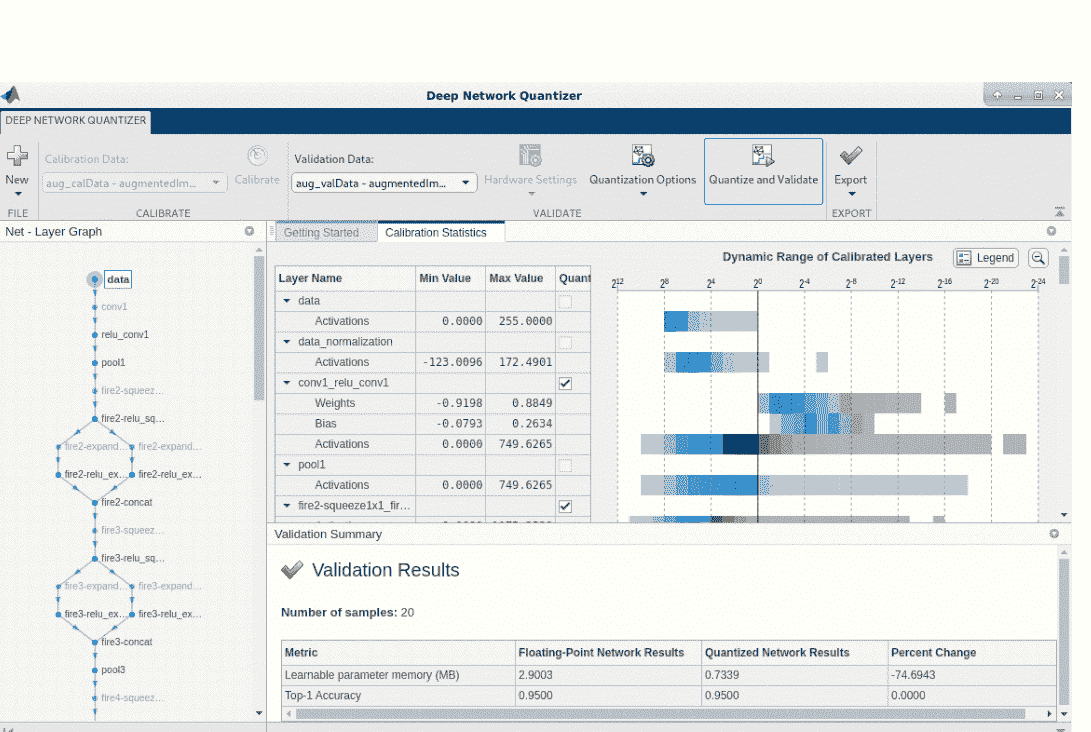 Deep Network Quantizer
DEEP NETWORK QUANTIZER
New
Calibration Data:
aug_calData - augmentedIm...
Calibrate
Validation Data:
aug_valData - augmentedIm...
Hardware Settings
Quantization Options
Quantize and Validate
Export
FILE CALIBRATE VALIDATE EXPORT
Net - Layer Graph
data
conv1
relu_conv1
pool1
fire2-squeez...
fire2-relu_sq...
fire2-expand... fire2-expand...
fire2-relu_ex... fire2-relu_ex...
fire2-concat
fire3-squeez...
fire3-relu_sq...
fire3-expand... fire3-expand...
fire3-relu_ex... fire3-relu_ex...
fire3-concat
pool3
fire4-squeez...
Getting Started Calibration Statistics
Layer Name Min Value Max Value Quant
data
Activations 0.0000 255.0000
data_normalization
Activations -123.0096 172.4901
conv1_relu_conv1
Weights -0.9198 0.8849
Bias -0.0793 0.2634
Activations 0.0000 749.6265
pool1
Activations 0.0000 749.6265
fire2-squeeze1x1_fir...
Dynamic Range of Calibrated Layers
Legend
2^12 2^8 2^4 2^0 2^-4 2^-8 2^-12 2^-16 2^-20 2^-24
Validation Summary
Validation Results
Number of samples: 20
Metric Floating-Point Network Results Quantized Network Results Percent Change
Learnable parameter memory (MB) 2.9003 0.7339 -74.6943
Top-1 Accuracy 0.9500 0.9500 0.0000